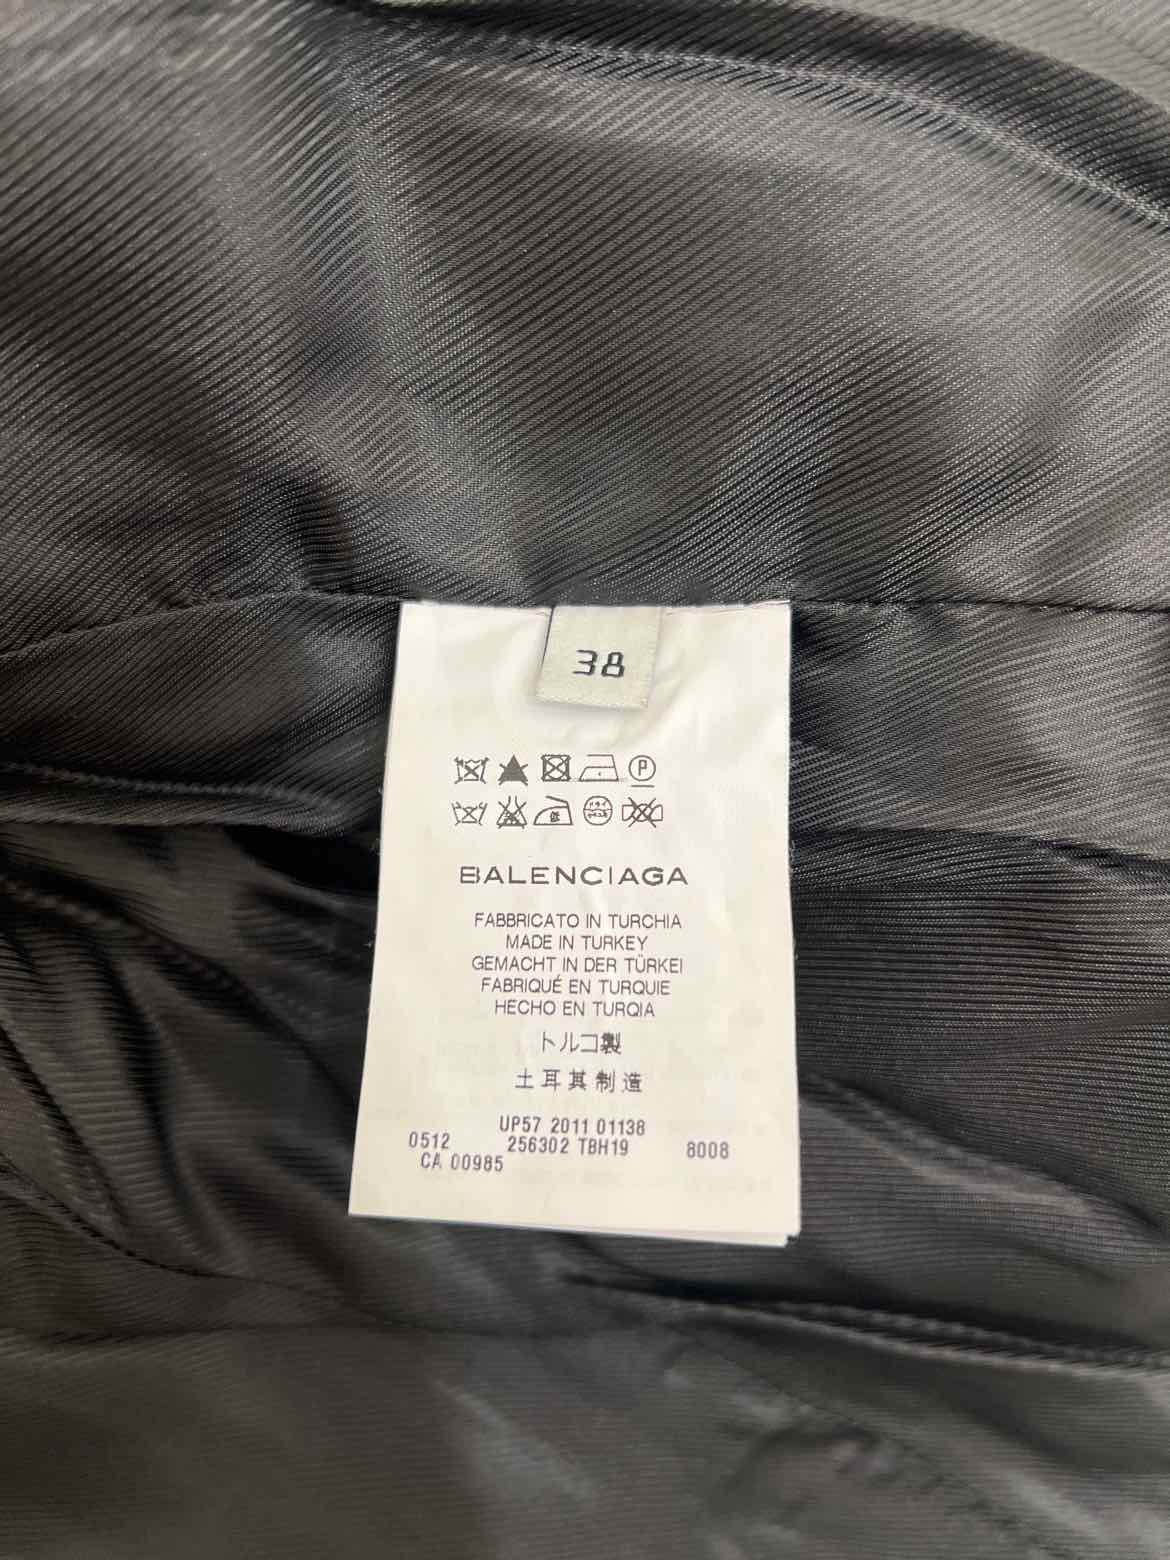 38
P
BALENCIAGA
FABBRICATO IN TURCHIA
MADE IN TURKEY
GEMACHT IN DER TÜRKEI
FABRIQUÉ EN TURQUIE
HECHO EN TURQIA
トルコ製
土耳其制造
UP57 2011 01138
0512 256302 TBH19 8008
CA 00985